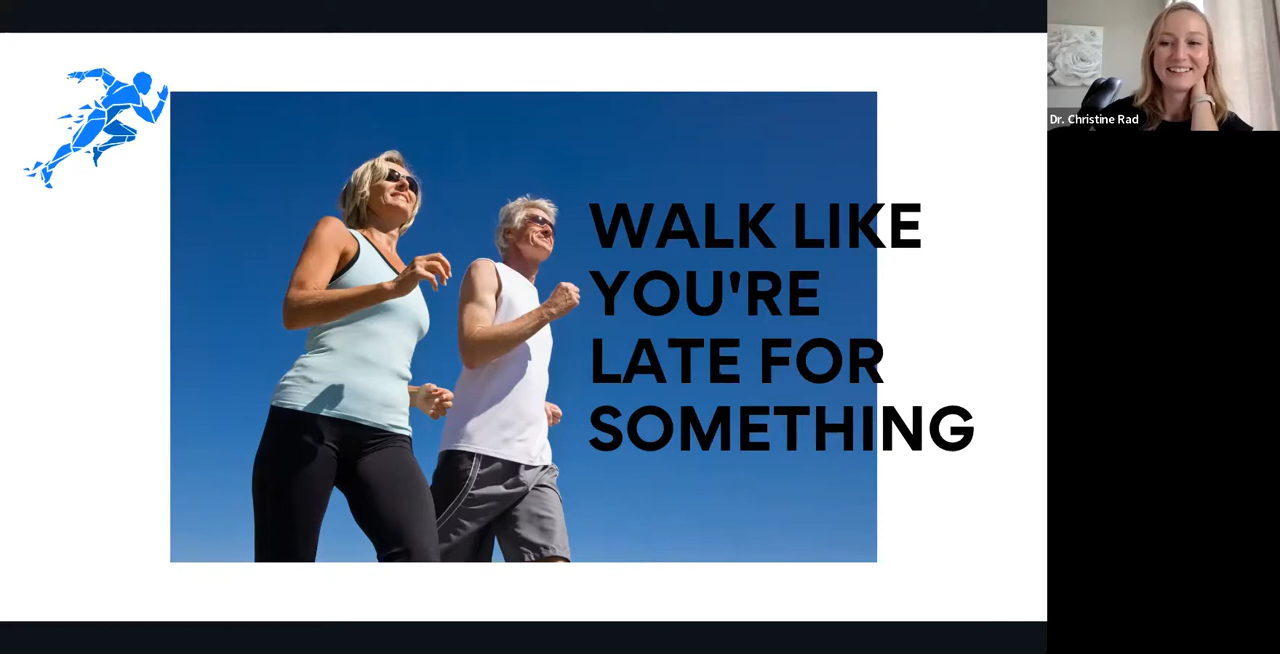 WALK LIKE
YOU'RE
LATE FOR
SOMETHING
Dr. Christine Rad